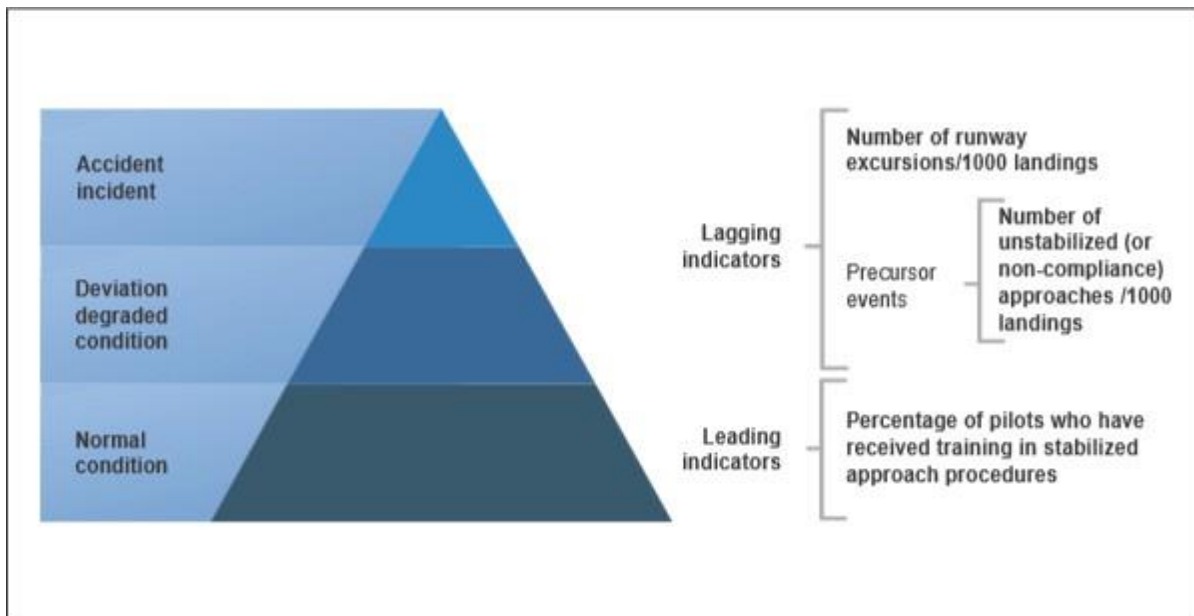 Accident
incident
Deviation
degraded
condition
Normal
condition
Lagging
indicators
Number of runway
excursions/1000 landings
Precursor
events
Number of
unstabilized (or
non-compliance)
approaches /1000
landings
Leading
indicators
Percentage of pilots who have
received training in stabilized
approach procedures